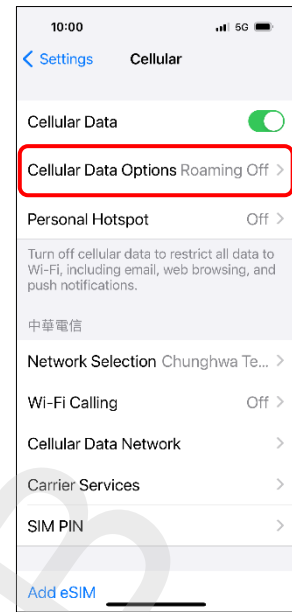 10:00 5G
Settings Cellular
Cellular Data
Cellular Data Options Roaming Off
Personal Hotspot Off
Turn off cellular data to restrict all data to
Wi-Fi, including email, web browsing, and
push notifications.
中華電信
Network Selection Chunghwa Te...
Wi-Fi Calling Off
Cellular Data Network
Carrier Services
SIM PIN
Add eSIM